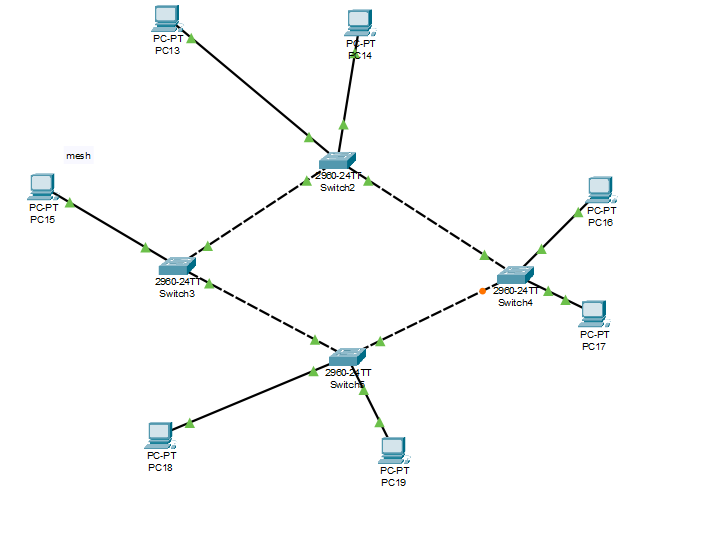 PC-PT
PC13
PC-PT
PC14
mesh
2960-24TT
Switch2
PC-PT
PC15
PC-PT
PC16
2960-24TT
Switch3
2960-24TT
Switch4
PC-PT
PC17
2960-24TT
Switch5
PC-PT
PC18
PC-PT
PC19